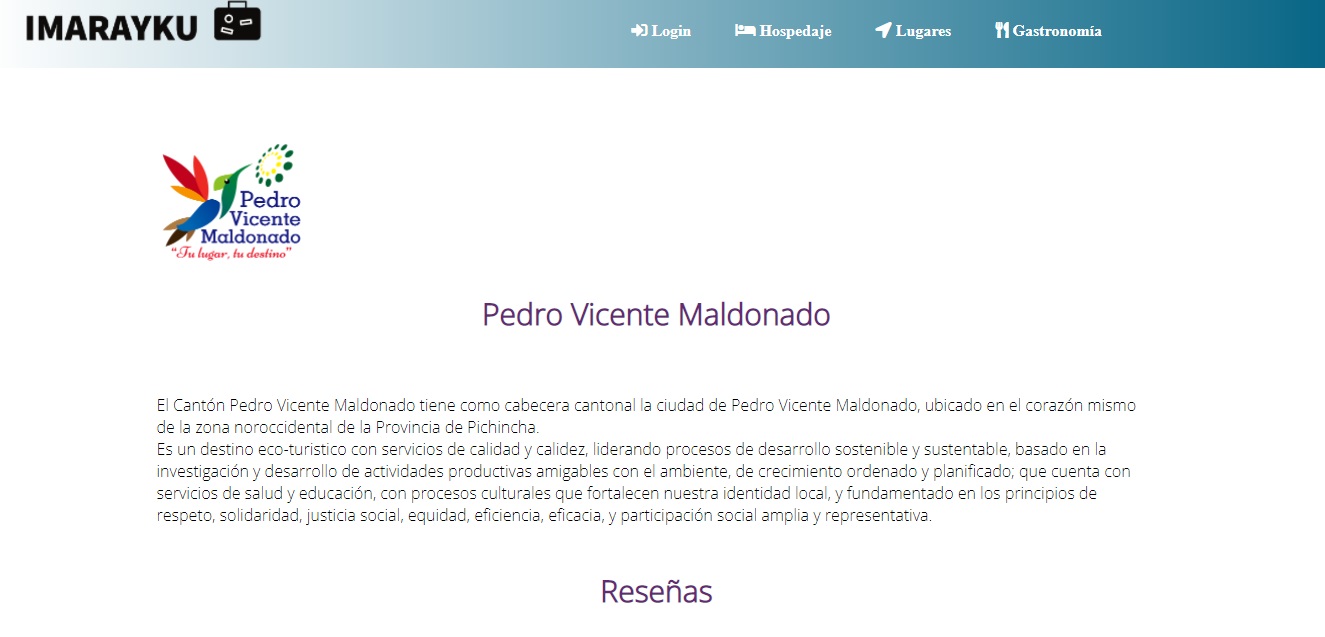 IMARAYKU
Login Hospedaje Lugares Gastronomía
Pedro
Vicente
Maldonado
"Tu lugar, tu destino"
Pedro Vicente Maldonado
El Cantón Pedro Vicente Maldonado tiene como cabecera cantonal la ciudad de Pedro Vicente Maldonado, ubicado en el corazón mismo
de la zona noroccidental de la Provincia de Pichincha.
Es un destino eco-turistico con servicios de calidad y calidez, liderando procesos de desarrollo sostenible y sustentable, basado en la
investigación y desarrollo de actividades productivas amigables con el ambiente, de crecimiento ordenado y planificado; que cuenta con
servicios de salud y educación, con procesos culturales que fortalecen nuestra identidad local, y fundamentado en los principios de
respeto, solidaridad, justicia social, equidad, eficiencia, eficacia, y participación social amplia y representativa.
Reseñas